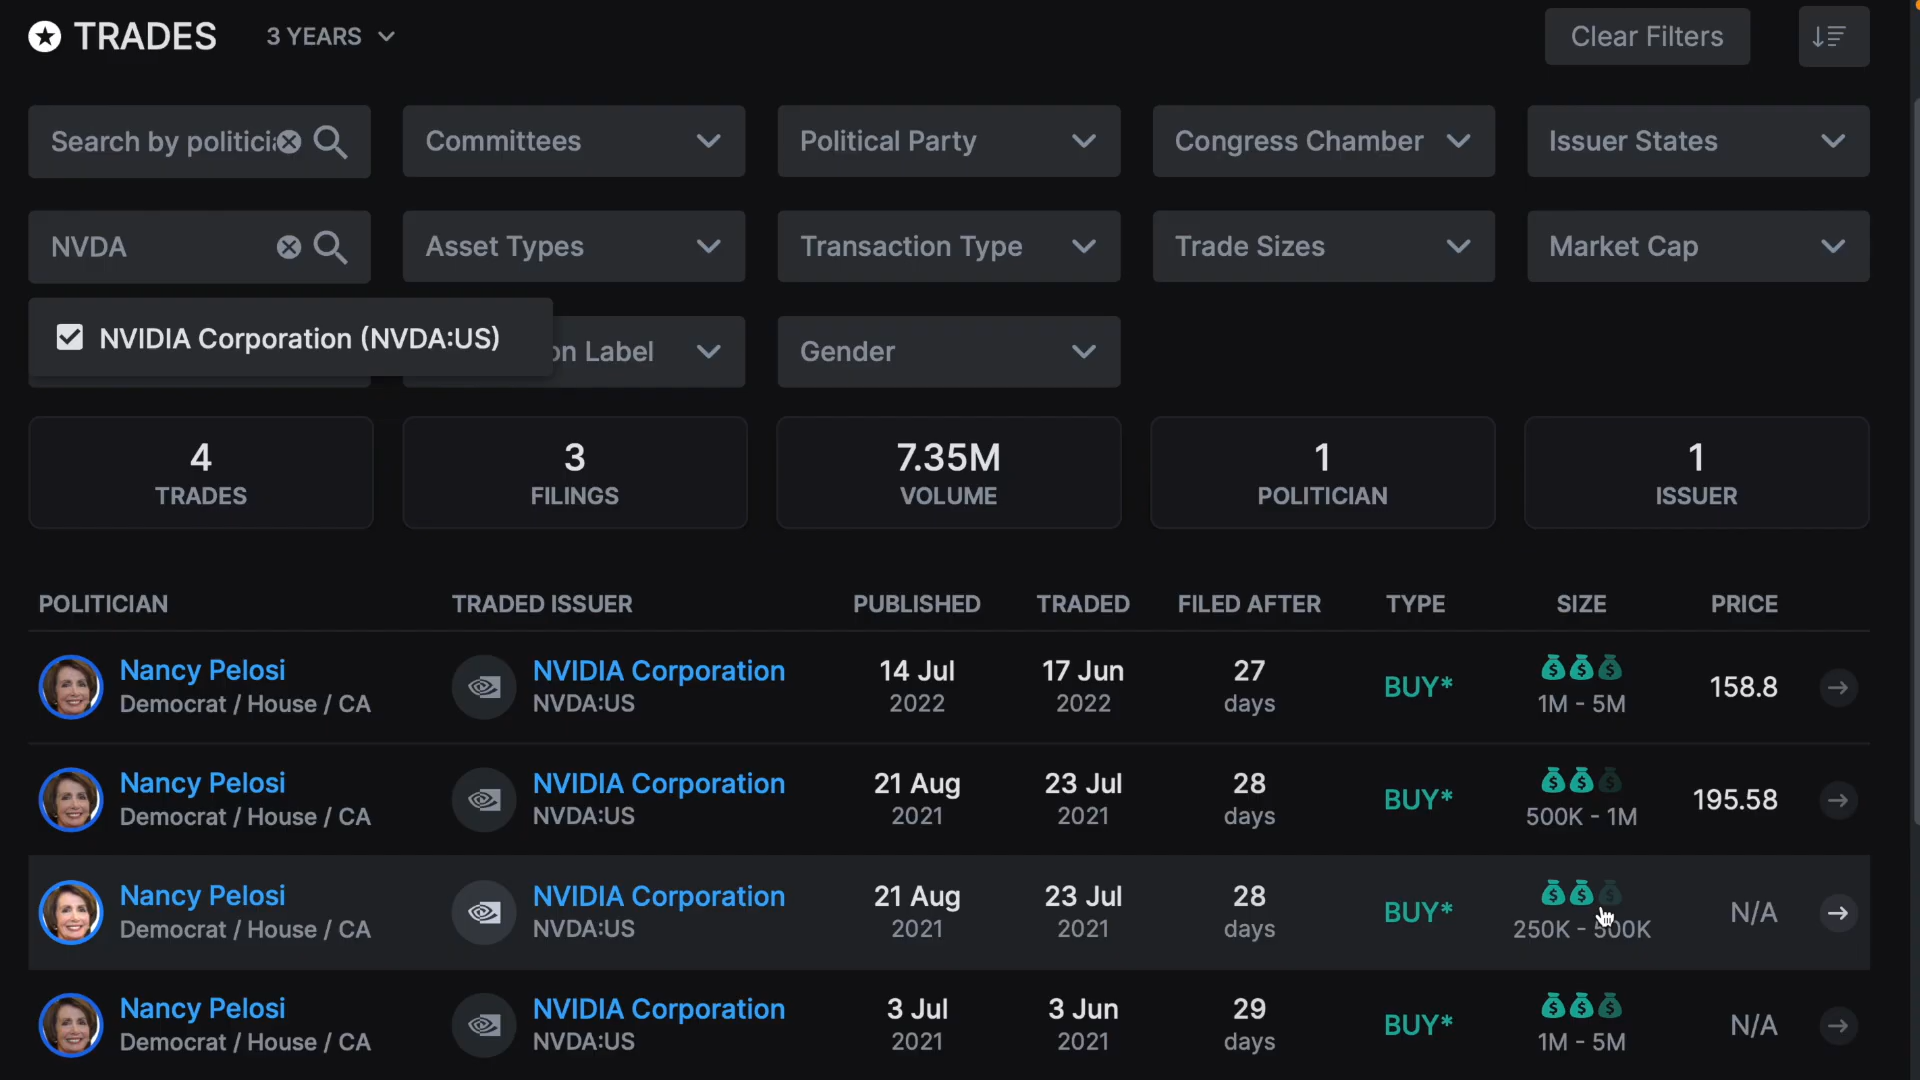 TRADES
3 YEARS
Clear Filters
Search by politici
Committees
Political Party
Congress Chamber
Issuer States
NVDA
Asset Types
Transaction Type
Trade Sizes
Market Cap
NVIDIA Corporation (NVDA:US)
on Label
Gender
4
TRADES
3
FILINGS
7.35M
VOLUME
1
POLITICIAN
1
ISSUER
POLITICIAN TRADED ISSUER PUBLISHED TRADED FILED AFTER TYPE SIZE PRICE
Nancy Pelosi NVIDIA Corporation 14 Jul 17 Jun 27 BUY* 158.8
Democrat / House / CA NVDA:US 2022 2022 days 1M - 5M
Nancy Pelosi NVIDIA Corporation 21 Aug 23 Jul 28 BUY* 195.58
Democrat / House / CA NVDA:US 2021 2021 days 500K - 1M
Nancy Pelosi NVIDIA Corporation 21 Aug 23 Jul 28 BUY* N/A
Democrat / House / CA NVDA:US 2021 2021 days 250K - 500K
Nancy Pelosi NVIDIA Corporation 3 Jul 3 Jun 29 BUY* N/A
Democrat / House / CA NVDA:US 2021 2021 days 1M - 5M